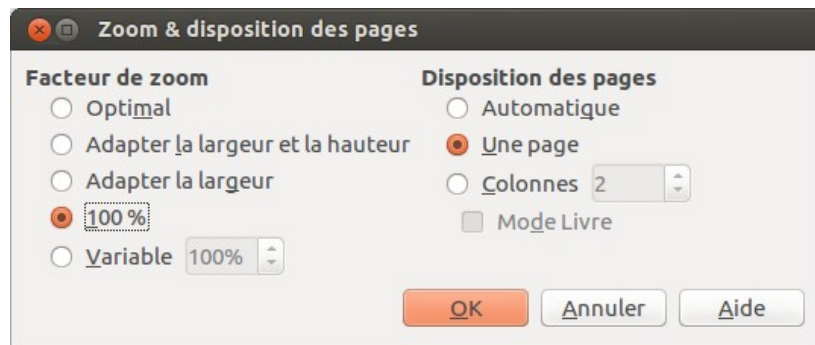 Zoom & disposition des pages
Facteur de zoom
Optimal
Adapter la largeur et la hauteur
Adapter la largeur
100 %
Variable 100%
Disposition des pages
Automatique
Une page
Colonnes 2
Mode Livre
OK
Annuler
Aide